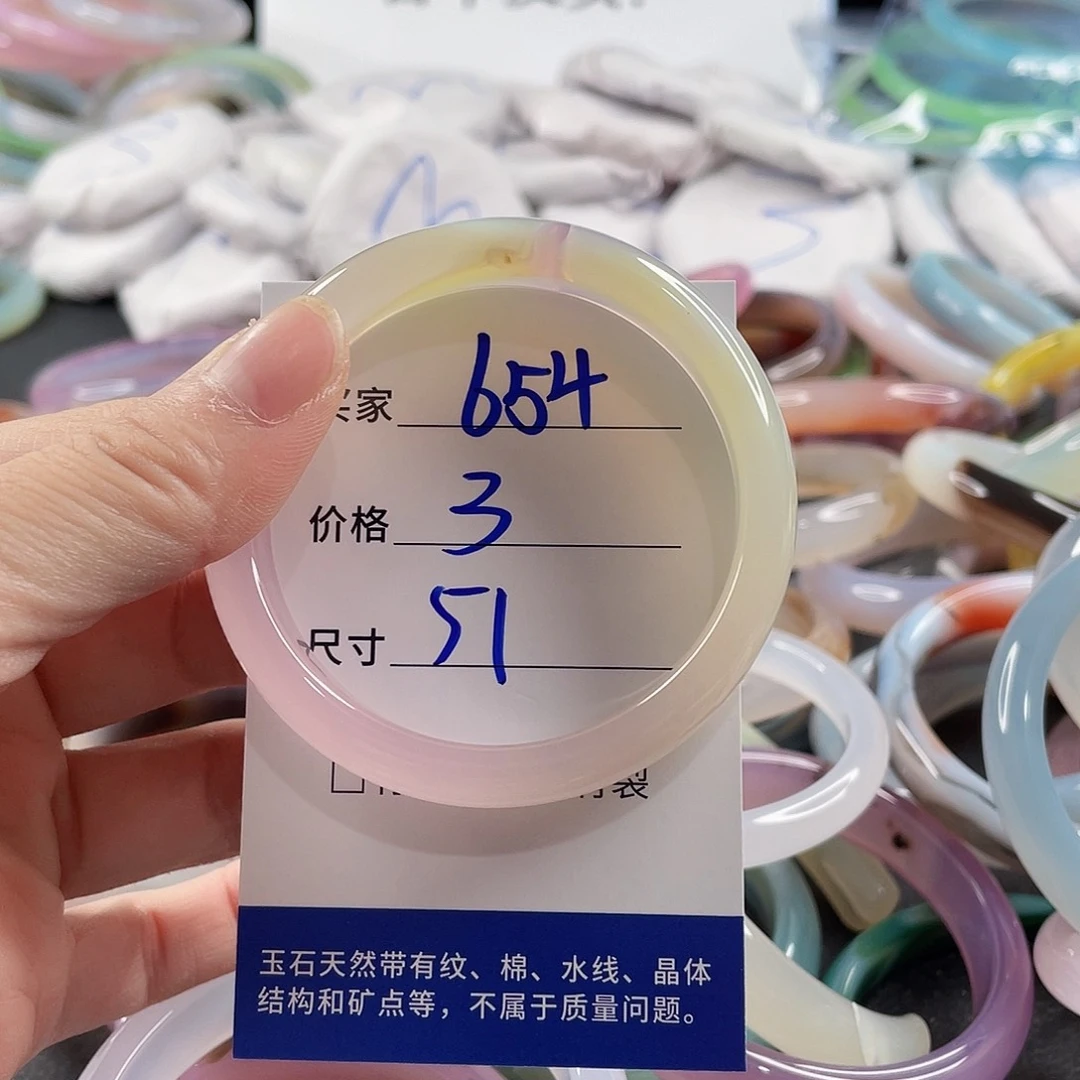 买家 654
价格 3
尺寸 51
玉石天然带有纹、棉、水线、晶体
结构和矿点等，不属于质量问题。